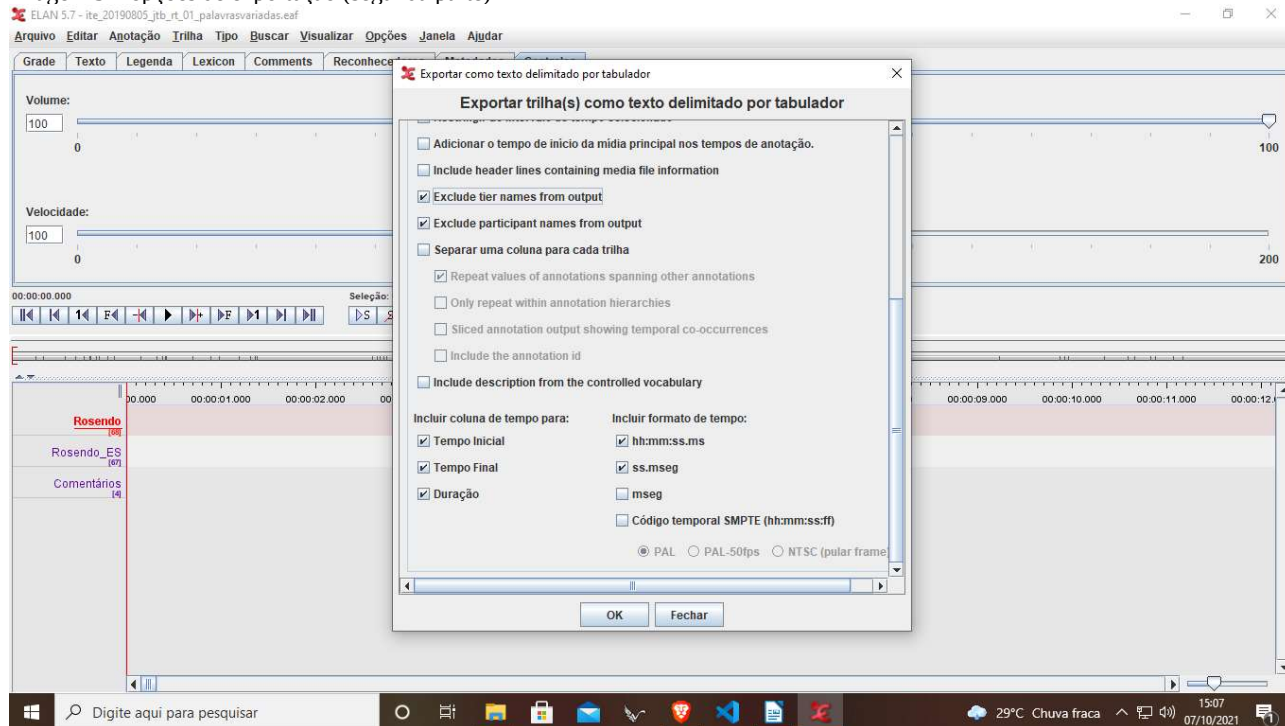 ELAN 5.7 - ite_20190805_jtb_rt_01_palavrasvariadas.eaf
Arquivo Editar Anotação Trilha Tipo Buscar Visualizar Opções Janela Ajudar
Grade Texto Legenda Lexicon Comments
Exportar como texto delimitado por tabulador
Exportar trilha(s) como texto delimitado por tabulador
Volume:
100
0
100
Adicionar o tempo de início da mídia principal nos tempos de anotação.
Include header lines containing media file information
Exclude tier names from output
Exclude participant names from output
Separar uma coluna para cada trilha
Repeat values of annotations spanning other annotations
Only repeat within annotation hierarchies
Sliced annotation output showing temporal co-occurrences
Include the annotation id
Include description from the controlled vocabulary
Incluir coluna de tempo para: Incluir formato de tempo:
Tempo Inicial hh:mm:ss.ms
Tempo Final ss.mseg
Duração mseg
Código temporal SMPTE (hh:mm:ss:ff)
PAL PAL-50fps NTSC (pular frame
OK Fechar
Velocidade:
100
0
200
00:00:00.000 Seleção:
1 F F 1 S
00:00:01.000 00:00:02.000 00:00:09.000 00:00:10.000 00:00:11.000
Rosendo
[68]
Rosendo_ES
[67]
Comentários
[4]
Digite aqui para pesquisar
29°C Chuva fraca
15:07
07/10/2021